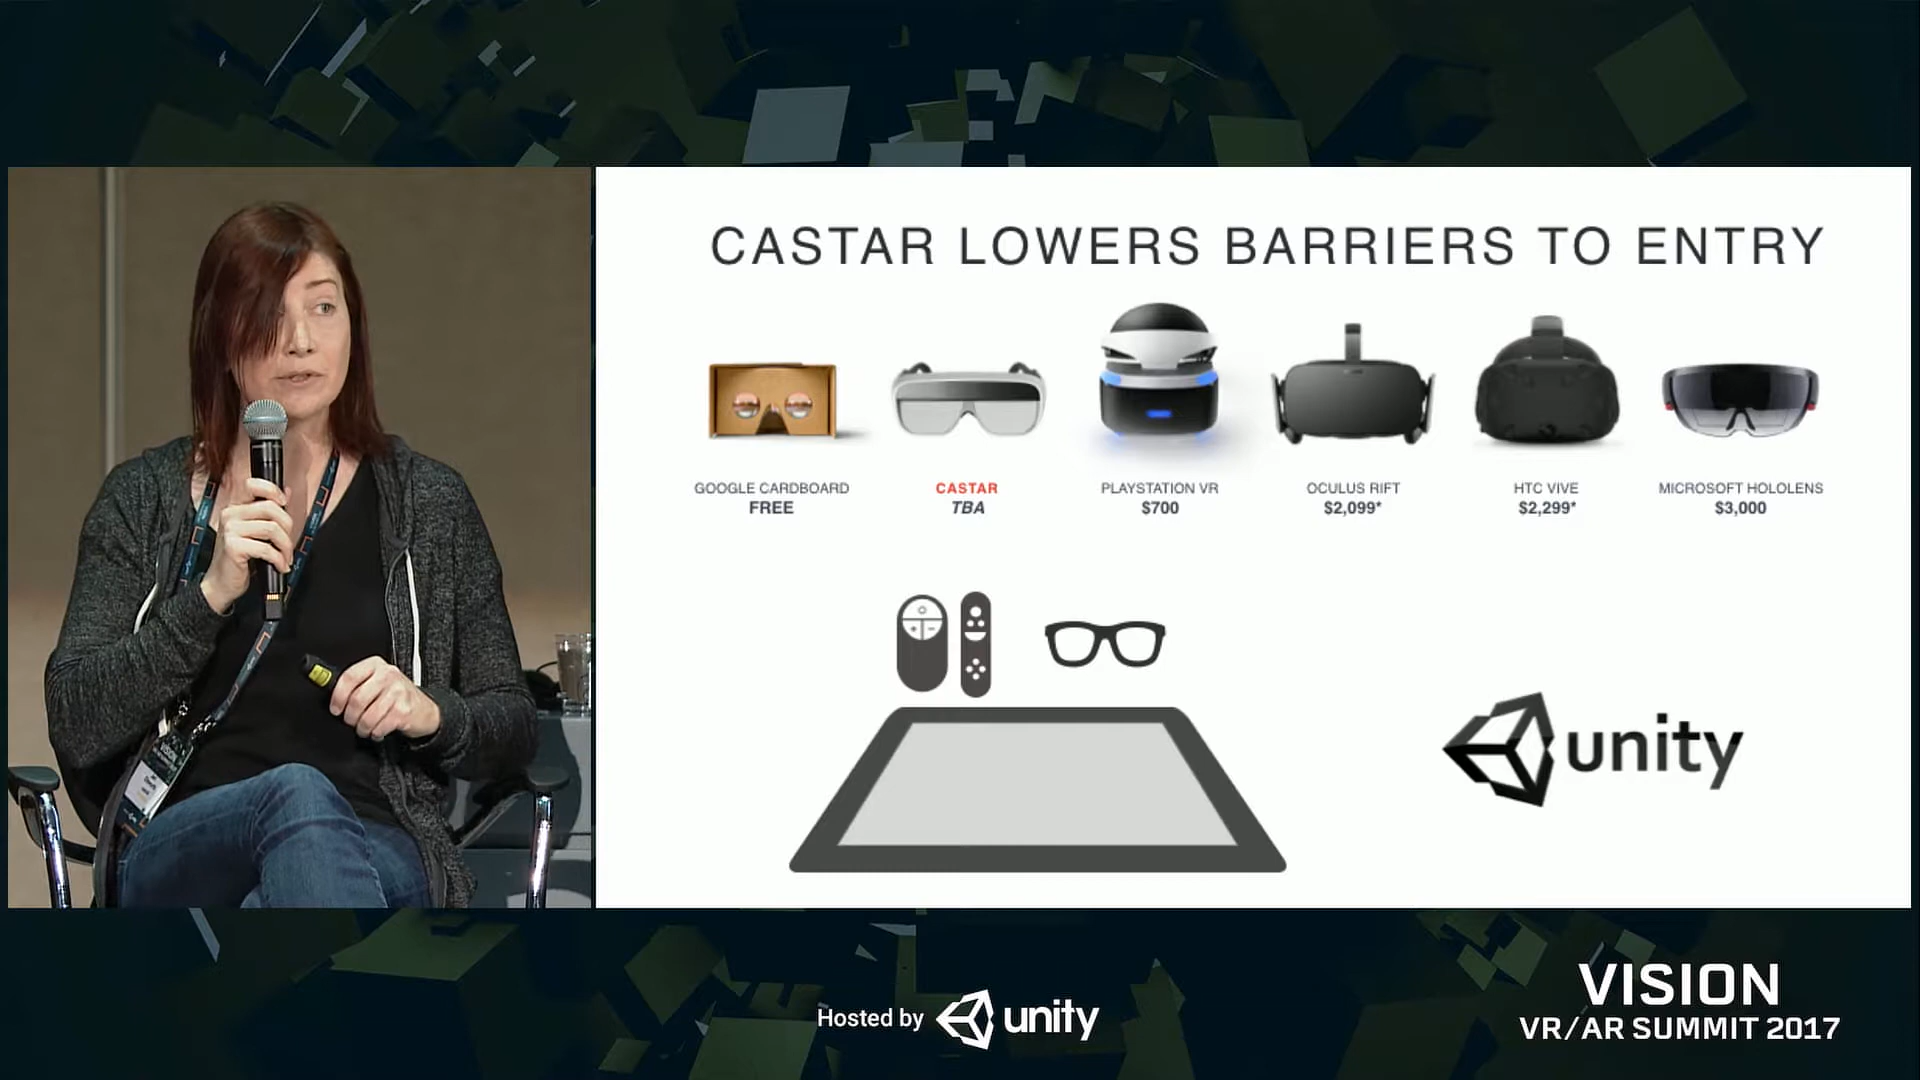 CASTAR LOWERS BARRIERS TO ENTRY
GOOGLE CARDBOARD
FREE
CASTAR
TBA
PLAYSTATION VR
$700
OCULUS RIFT
$2,099*
HTC VIVE
$2,299*
MICROSOFT HOLOLENS
$3,000
unity
Hosted by unity
VISION
VR/AR SUMMIT 2017